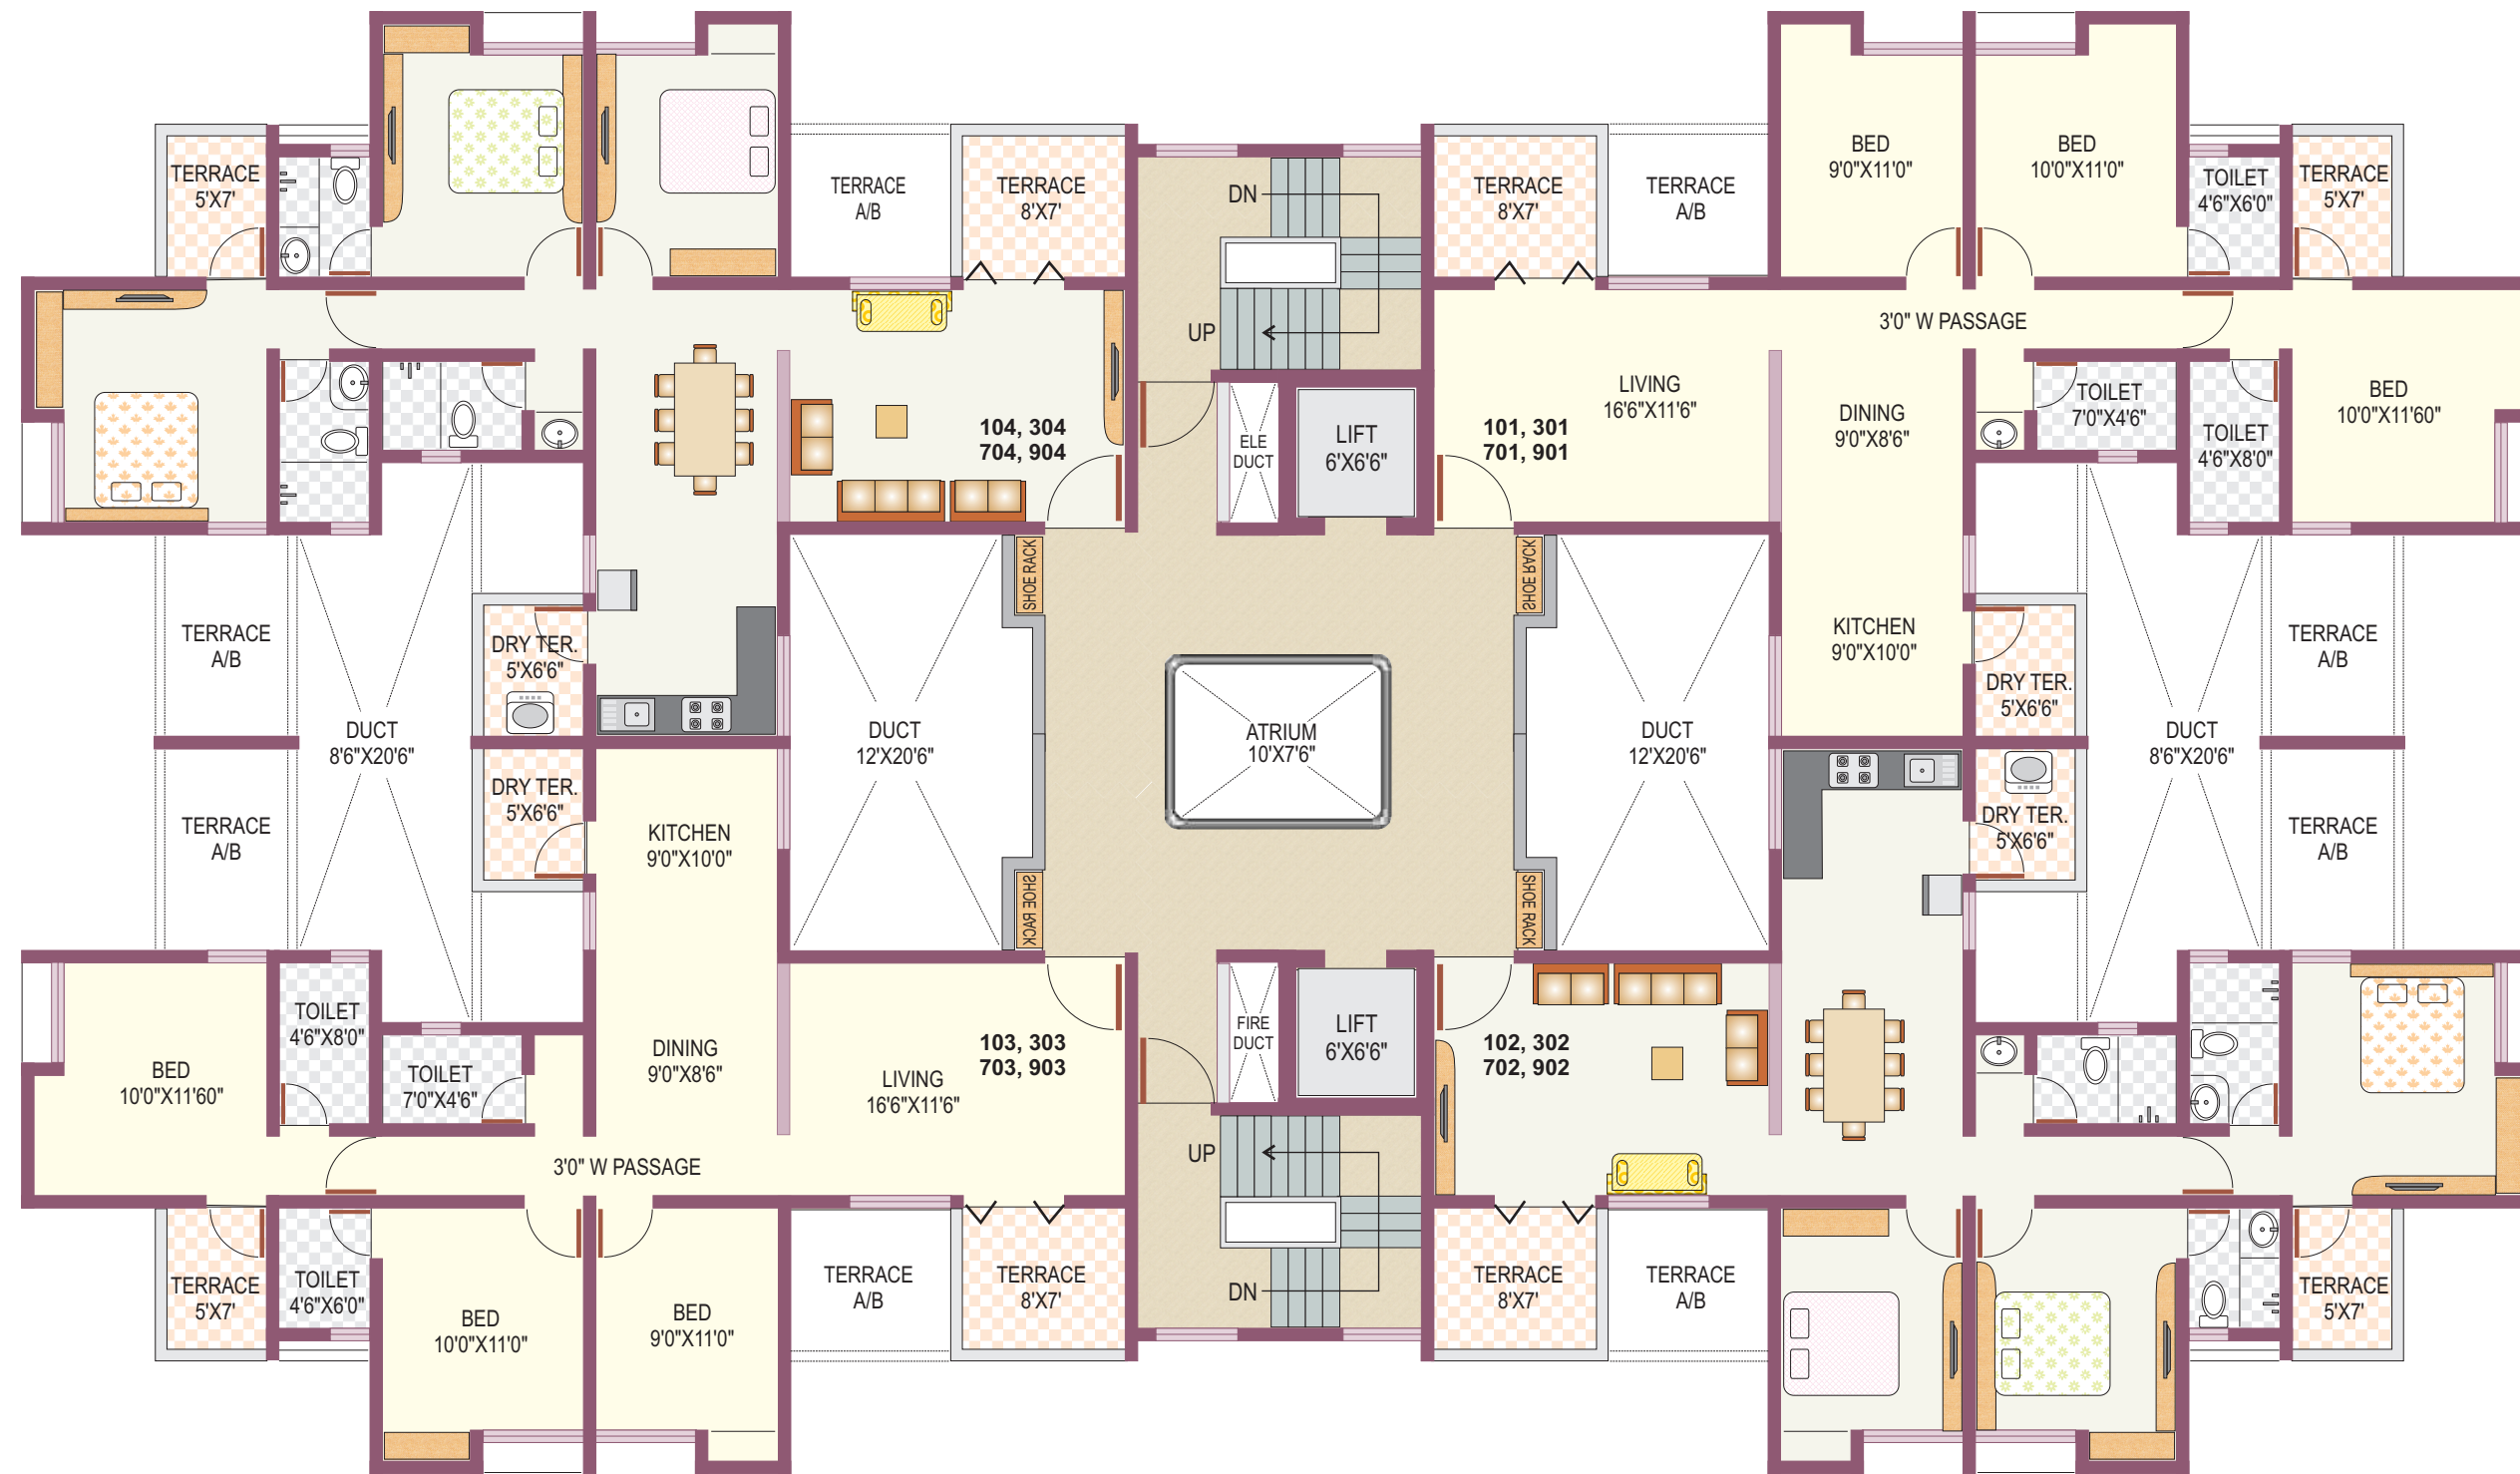 BED
9'0"X11'0"
BED
10'0"X11'0"
TERRACE
5'X7'
TERRACE
A/B
TERRACE
8'X7'
DN
UP
TERRACE
8'X7'
TERRACE
A/B
TOILET
4'6"X6'0"
TERRACE
5'X7'
3'0" W PASSAGE
LIVING
16'6"X11'6"
104, 304
704, 904
ELE
DUCT
LIFT
6'X6'6"
101, 301
701, 901
DINING
9'0"X8'6"
TOILET
7'0"X4'6"
TOILET
4'6"X8'0"
BED
10'0"X11'60"
SHOE RACK
SHOE RACK
TERRACE
A/B
DRY TER.
5'X6'6"
KITCHEN
9'0"X10'0"
DRY TER.
5'X6'6"
TERRACE
A/B
DUCT
8'6"X20'6"
DUCT
12'X20'6"
ATRIUM
10'X7'6"
DUCT
12'X20'6"
DUCT
8'6"X20'6"
TERRACE
A/B
DRY TER.
5'X6'6"
KITCHEN
9'0"X10'0"
DRY TER.
5'X6'6"
TERRACE
A/B
SHOE RACK
SHOE RACK
BED
10'0"X11'60"
TOILET
4'6"X8'0"
TOILET
7'0"X4'6"
DINING
9'0"X8'6"
LIVING
16'6"X11'6"
103, 303
703, 903
FIRE
DUCT
LIFT
6'X6'6"
102, 302
702, 902
3'0" W PASSAGE
UP
DN
TERRACE
5'X7'
TOILET
4'6"X6'0"
BED
10'0"X11'0"
BED
9'0"X11'0"
TERRACE
A/B
TERRACE
8'X7'
TERRACE
8'X7'
TERRACE
A/B
TERRACE
5'X7'